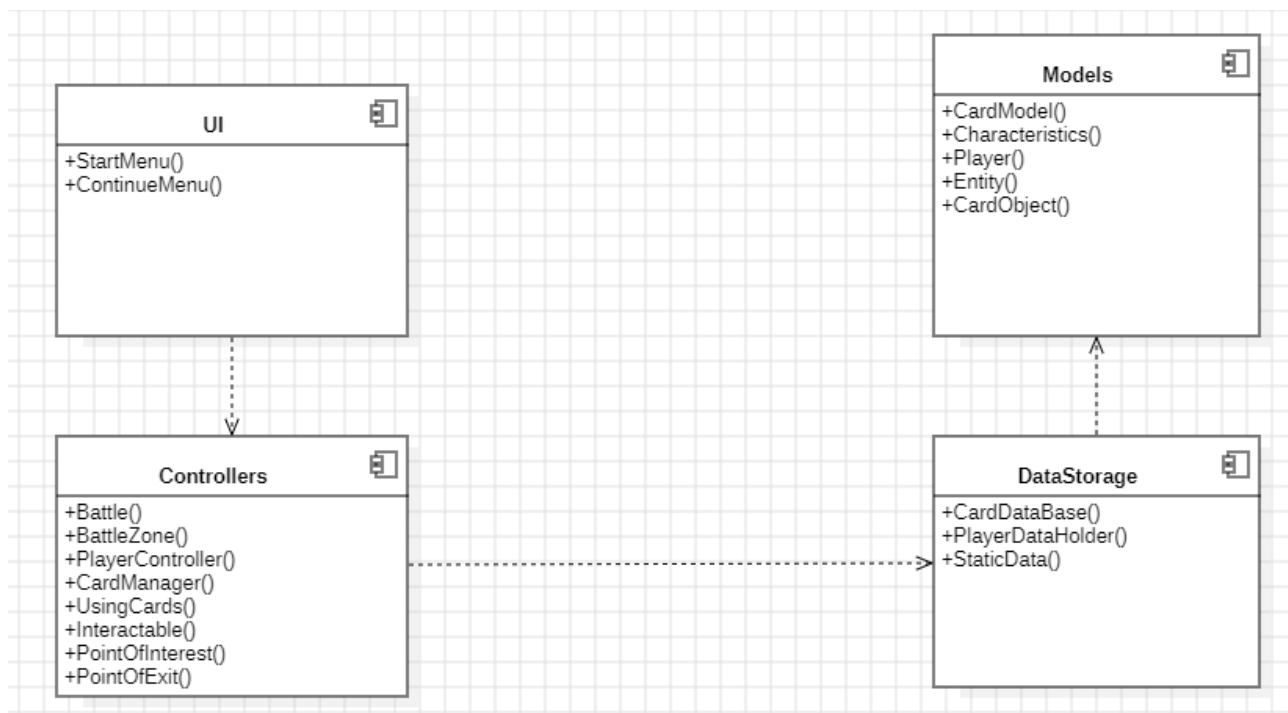 UI
+StartMenu()
+ContinueMenu()
Models
+CardModel()
+Characteristics()
+Player()
+Entity()
+CardObject()
Controllers
+Battle()
+BattleZone()
+PlayerController()
+CardManager()
+UsingCards()
+Interactable()
+PointOfInterest()
+PointOfExit()
DataStorage
+CardDataBase()
+PlayerDataHolder()
+StaticData()